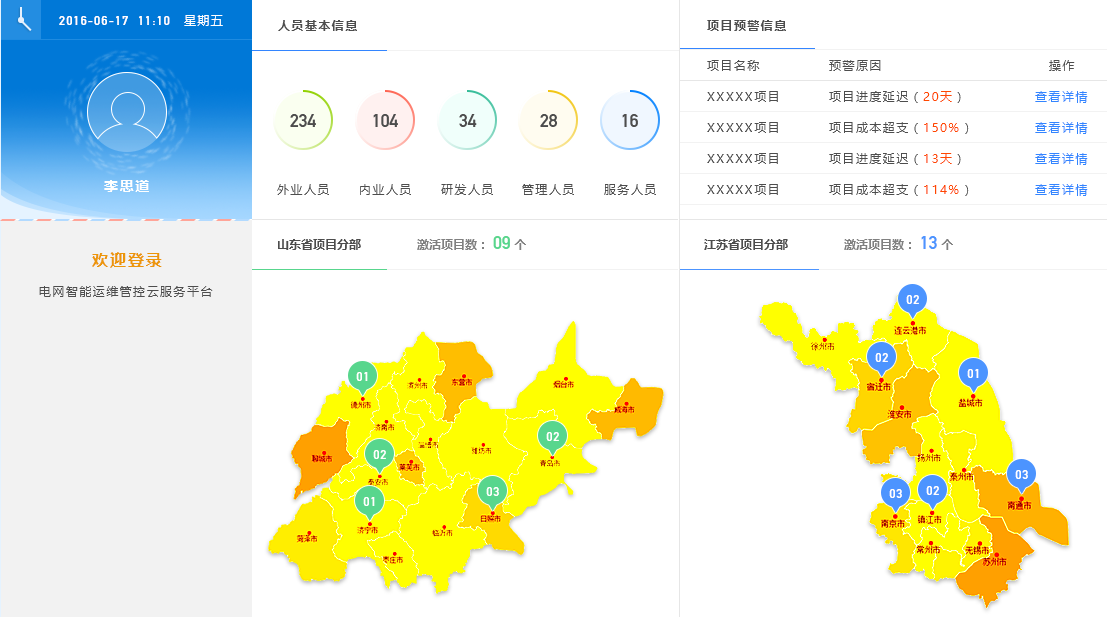 2016-06-17 11:10 星期五
李思道
欢迎登录
电网智能运维管控云服务平台
人员基本信息
234 104 34 28 16
外业人员 内业人员 研发人员 管理人员 服务人员
项目预警信息
项目名称 预警原因 操作
XXXXX项目 项目进度延迟 ( 20天 ) 查看详情
XXXXX项目 项目成本超支 ( 150% ) 查看详情
XXXXX项目 项目进度延迟 ( 13天 ) 查看详情
XXXXX项目 项目成本超支 ( 114% ) 查看详情
山东省项目分部 激活项目数： 09 个
01
德州市
滨州市
东营市
烟台市
威海市
济南市
淄博市
潍坊市
02
青岛市
聊城市
02
泰安市
莱芜市
03
日照市
01
济宁市
菏泽市
临沂市
枣庄市
江苏省项目分部 激活项目数： 13 个
02
连云港市
徐州市
02
宿迁市
01
盐城市
淮安市
扬州市
泰州市
03
南通市
03
南京市
02
镇江市
常州市
无锡市
苏州市